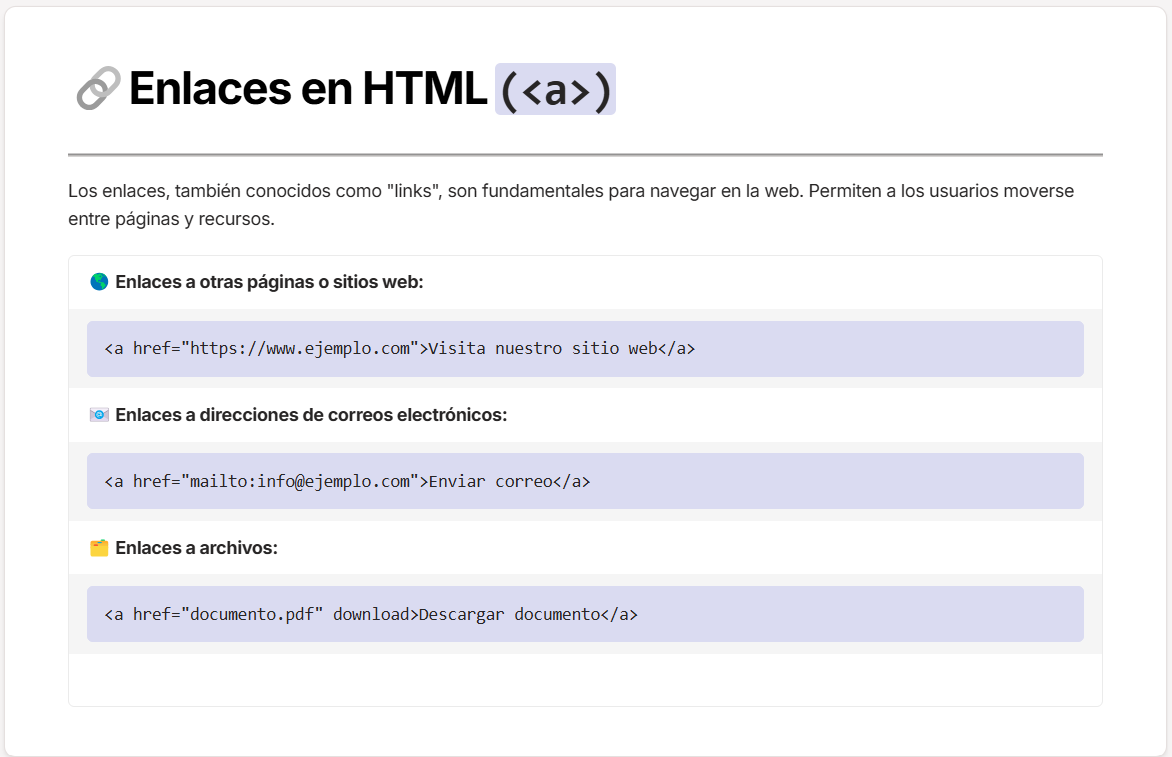 Enlaces en HTML (<a>)
Los enlaces, también conocidos como "links", son fundamentales para navegar en la web. Permiten a los usuarios moverse
entre páginas y recursos.
Enlaces a otras páginas o sitios web:
<a href="https://www.ejemplo.com">Visita nuestro sitio web</a>
Enlaces a direcciones de correos electrónicos:
<a href="mailto:info@ejemplo.com">Enviar correo</a>
Enlaces a archivos:
<a href="documento.pdf" download>Descargar documento</a>